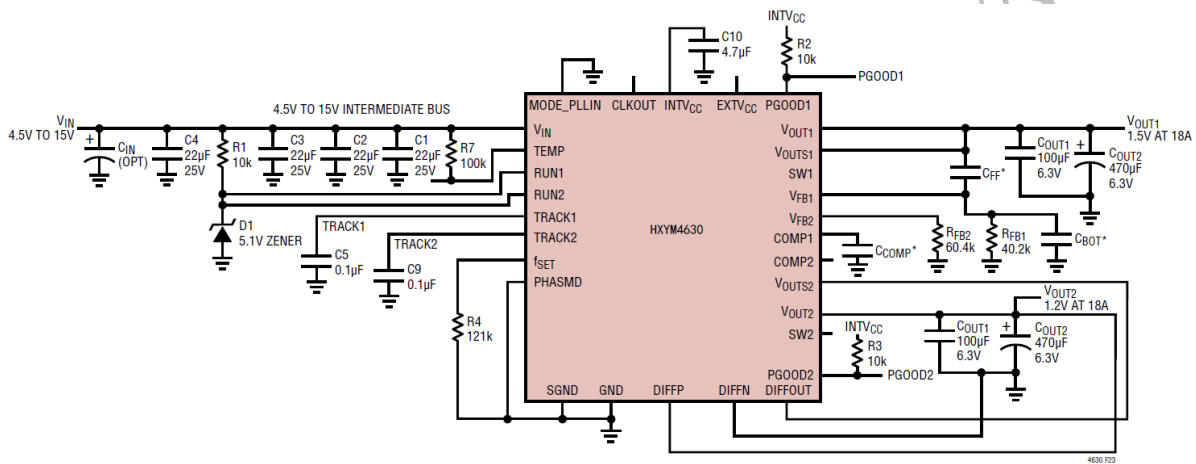 INTVCC
C10
4.7µF
R2
10k
PGOOD1
MODE_PLLIN CLKOUT INTVCC EXTVCC PGOOD1
4.5V TO 15V INTERMEDIATE BUS
VIN
4.5V TO 15V
CIN
(OPT)
C4
22µF
25V
R1
10k
C3
22µF
25V
C2
22µF
25V
C1
22µF
25V
R7
100k
D1
5.1V ZENER
TRACK1
C5
0.1µF
TRACK2
C9
0.1µF
R4
121k
VIN
TEMP
RUN1
RUN2
TRACK1
TRACK2
fSET
PHASMD
HXYM4630
VOUT1
VOUTS1
SW1
VFB1
VFB2
COMP1
COMP2
VOUTS2
VOUT2
SW2
PGOOD2
SGND GND DIFFP DIFFN DIFFOUT
VOUT1
1.5V AT 18A
COUT1
100µF
6.3V
COUT2
470µF
6.3V
CFF*
CCOMP*
RFB2
60.4k
RFB1
40.2k
CBOT*
VOUT2
1.2V AT 18A
INTVCC
R3
10k
PGOOD2
COUT1
100µF
6.3V
COUT2
470µF
6.3V
4630 F23